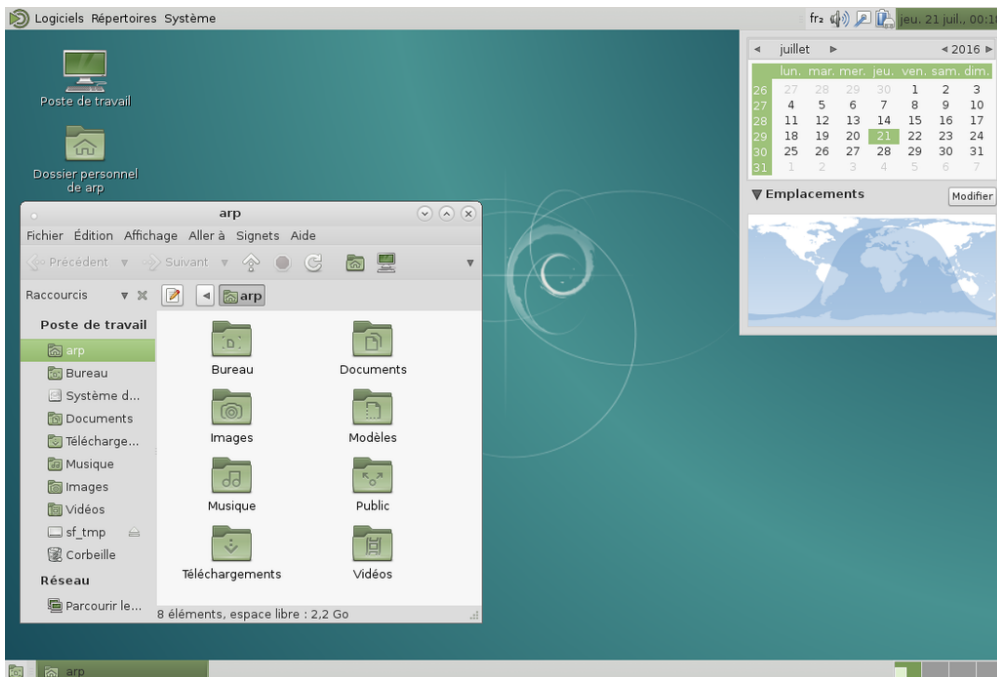 Logiciels Répertoires Système
fr₂ jeu. 21 juil., 00:1
Poste de travail
Dossier personnel
de arp
juillet 2016
lun. mar. mer. jeu. ven. sam. dim.
26 27 28 29 30 1 2 3
27 4 5 6 7 8 9 10
28 11 12 13 14 15 16 17
29 18 19 20 21 22 23 24
30 25 26 27 28 29 30 31
31 1 2 3 4 5 6 7
Emplacements Modifier
arp
Fichier Édition Affichage Aller à Signets Aide
Précédent Suivant
Raccourcis arp
Poste de travail
arp
Bureau
Système d...
Documents
Télécharge...
Musique
Images
Vidéos
sf_tmp
Corbeille
Réseau
Parcourir le...
Bureau Documents
Images Modèles
Musique Public
Téléchargements Vidéos
8 éléments, espace libre : 2,2 Go
arp